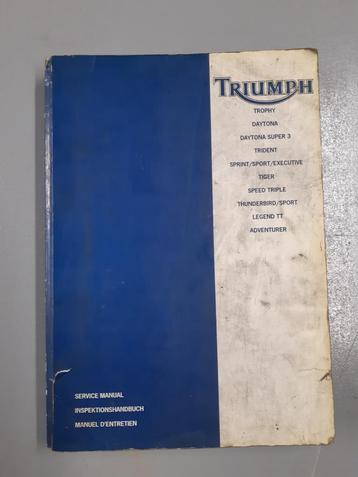 TRIUMPH
TROPHY
DAYTONA
DAYTONA SUPER 3
TRIDENT
SPRINT/SPORT/EXECUTIVE
TIGER
SPEED TRIPLE
THUNDERBIRD/SPORT
LEGEND TT
ADVENTURER
SERVICE MANUAL
INSPEKTIONSHANDBUCH
MANUEL D'ENTRETIEN